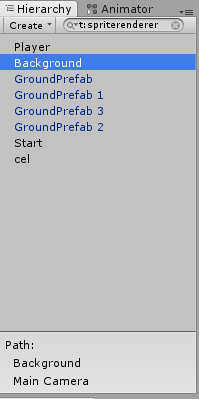 Hierarchy Animator
Create t:spriterenderer
Player
Background
GroundPrefab
GroundPrefab 1
GroundPrefab 3
GroundPrefab 2
Start
cel
Path:
Background
Main Camera